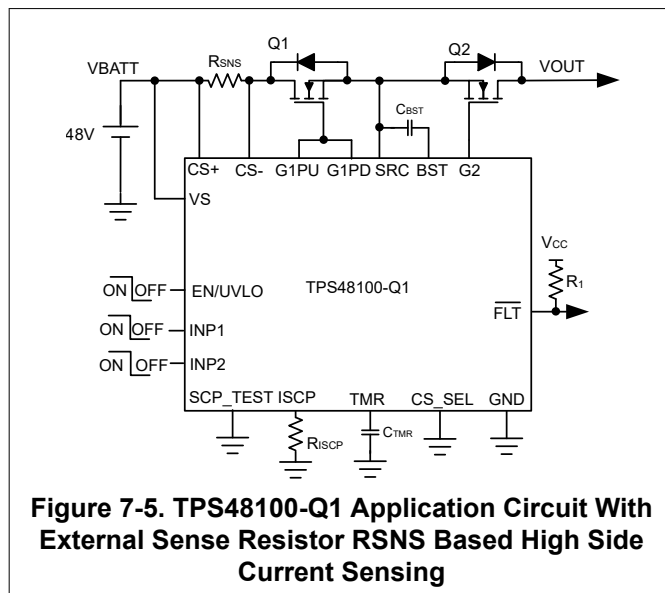 Q1
Q2
RSNS
VBATT
VOUT
CBST
48V
CS+ CS- G1PU G1PD SRC BST G2
VS
VCC
R1
ON OFF EN/UVLO
TPS48100-Q1
FLT
ON OFF INP1
ON OFF INP2
SCP_TEST ISCP TMR CS_SEL GND
RISCP
CTMR
Figure 7-5. TPS48100-Q1 Application Circuit With
External Sense Resistor RSNS Based High Side
Current Sensing